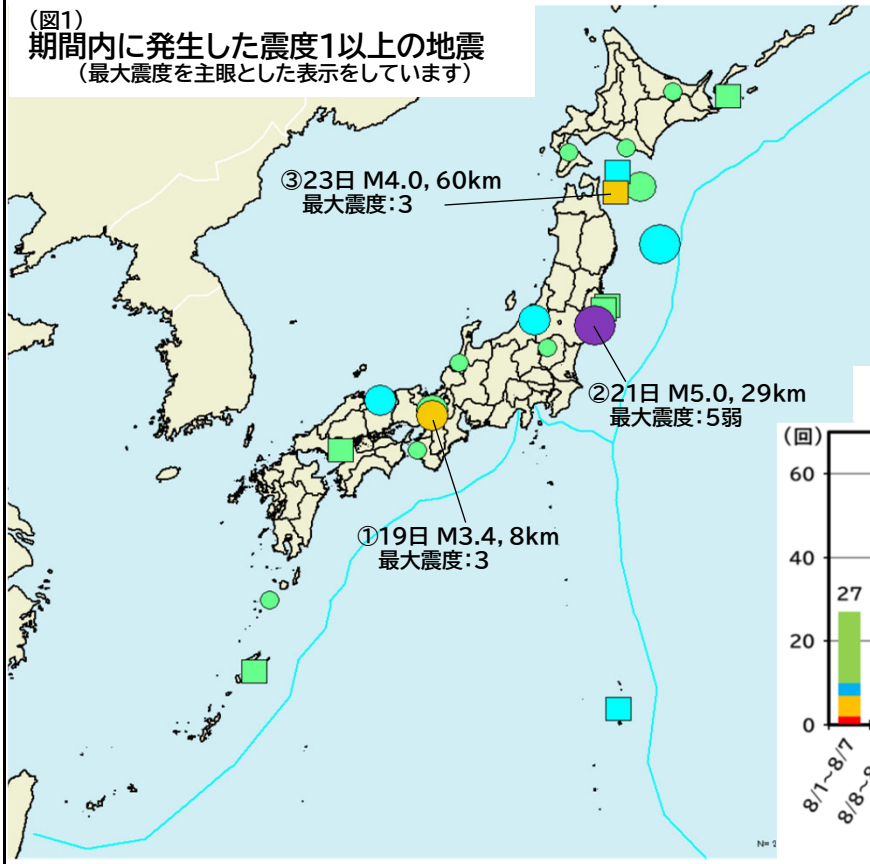 (図1)
期間内に発生した震度1以上の地震
(最大震度を主眼とした表示をしています)
③23日 M4.0, 60km
最大震度:3
②21日 M5.0, 29km
最大震度:5弱
①19日 M3.4, 8km
最大震度:3
(回)
60
40
27
20
0
8/1~8/7
8/8~
N=